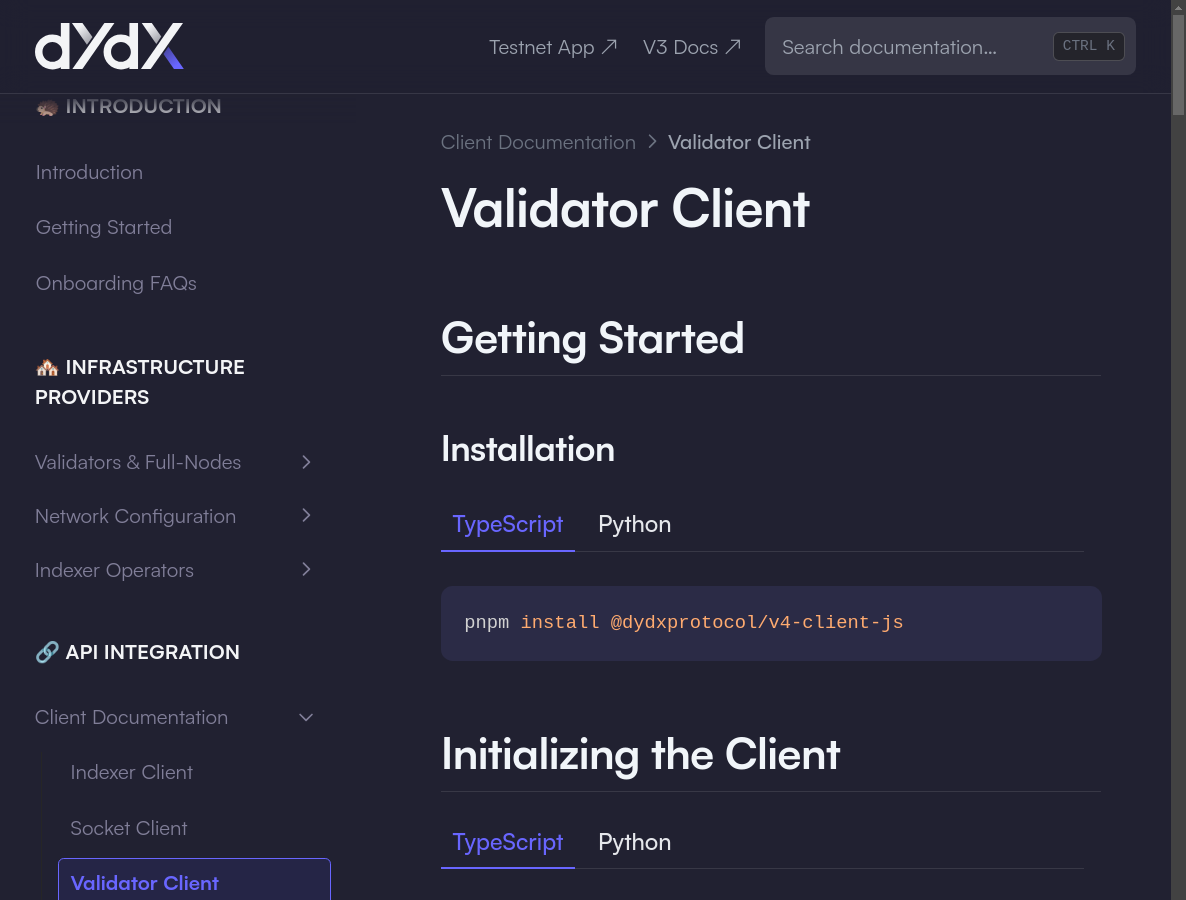 dYdX
Testnet App
V3 Docs
Search documentation…
CTRL K
INTRODUCTION
Introduction
Getting Started
Onboarding FAQs
INFRASTRUCTURE
PROVIDERS
Validators & Full-Nodes
Network Configuration
Indexer Operators
API INTEGRATION
Client Documentation
Indexer Client
Socket Client
Validator Client
Client Documentation > Validator Client
Validator Client
Getting Started
Installation
TypeScript Python
pnpm install @dydxprotocol/v4-client-js
Initializing the Client
TypeScript Python